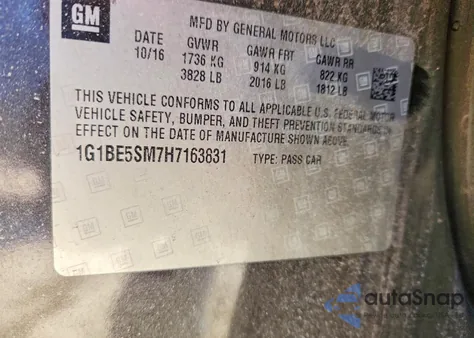 GM
MFD BY GENERAL MOTORS LLC
DATE GVWR GAWR FRT GAWR RR
10/16 1736 KG 914 KG 822 KG
3828 LB 2016 LB 1812 LB
THIS VEHICLE CONFORMS TO ALL APPLICABLE U.S. FEDERAL MOTOR
VEHICLE SAFETY, BUMPER, AND THEFT PREVENTION STANDARDS IN
EFFECT ON THE DATE OF MANUFACTURE SHOWN ABOVE.
1G1BE5SM7H7163831 TYPE: PASS CAR
autoSnap